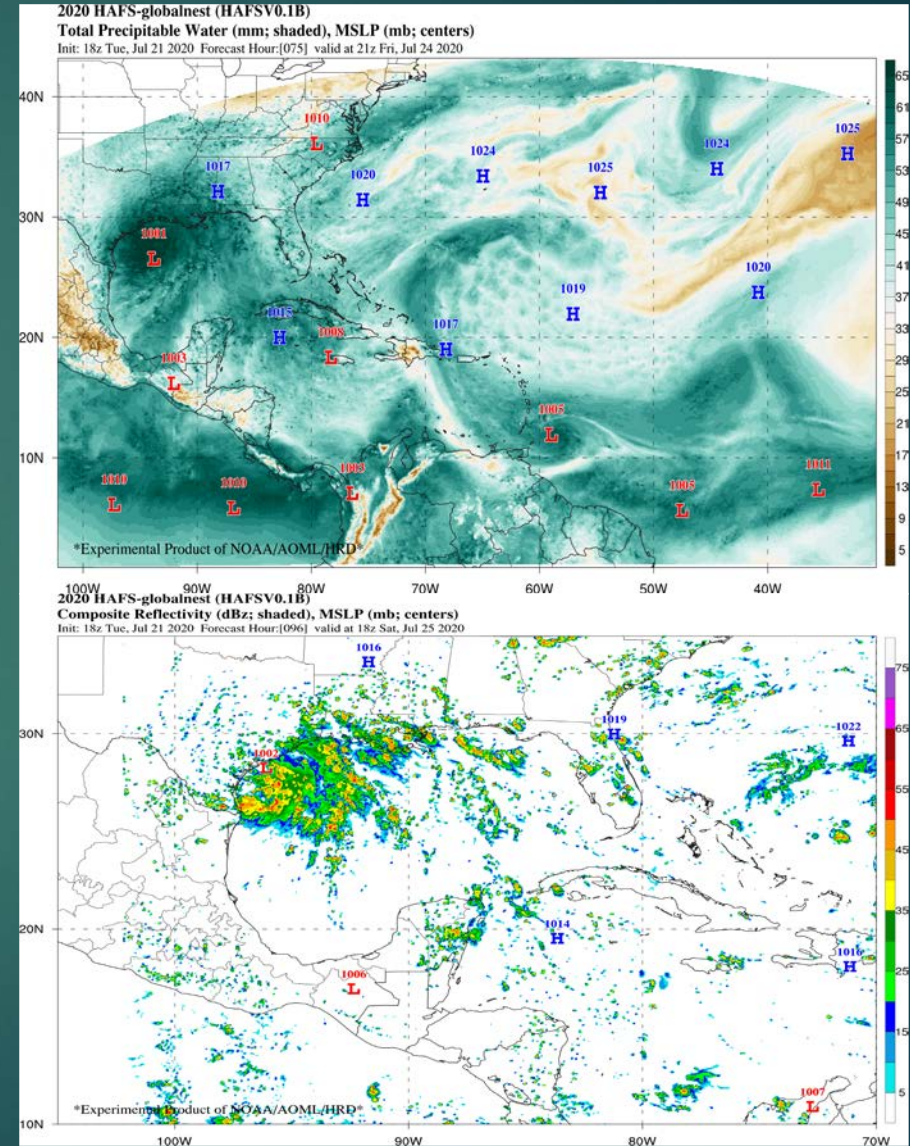 2020 HAFS-globalnest (HAFSV0.1B)
Total Precipitable Water (mm; shaded), MSLP (mb; centers)
Init: 18z Tue, Jul 21 2020 Forecast Hour:[075] valid at 21z Fri, Jul 24 2020
40N
30N
20N
10N
1010
L
1017
H
1020
H
1024
H
1025
H
1024
H
1025
H
1001
L
1015
H
1008
L
1017
H
1019
H
1020
H
1003
L
1005
L
1003
L
1010
L
1010
L
1005
L
1011
L
*Experimental Product of NOAA/AOML/HRD*
100W 90W 80W 70W 60W 50W 40W
65
61
57
53
49
45
41
37
33
29
25
21
17
13
9
5
2020 HAFS-globalnest (HAFSV0.1B)
Composite Reflectivity (dBz; shaded), MSLP (mb; centers)
Init: 18z Tue, Jul 21 2020 Forecast Hour:[096] valid at 18z Sat, Jul 25 2020
30N
20N
10N
1016
H
1019
H
1022
H
1002
L
1014
H
1016
H
1006
L
1007
L
*Experimental Product of NOAA/AOML/HRD*
100W 90W 80W 70W
75
65
55
45
35
25
15
5